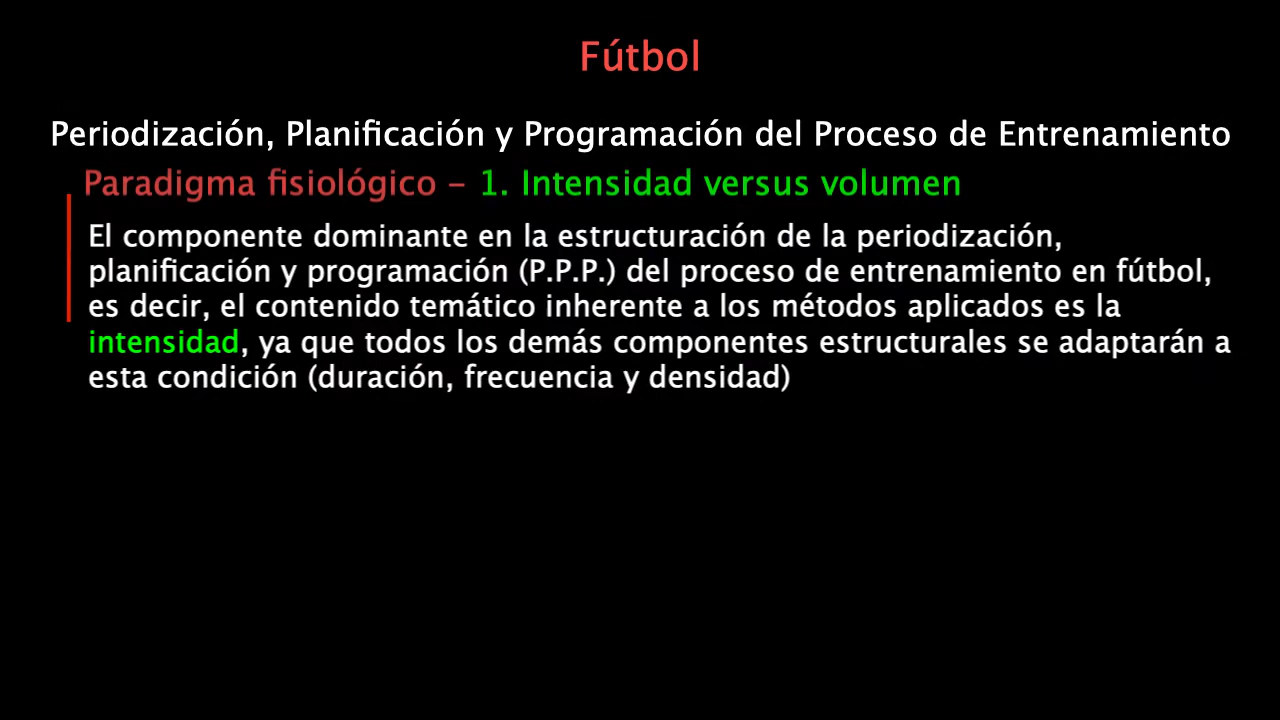 Fútbol
Periodización, Planificación y Programación del Proceso de Entrenamiento
Paradigma fisiológico - 1. Intensidad versus volumen
El componente dominante en la estructuración de la periodización,
planificación y programación (P.P.P.) del proceso de entrenamiento en fútbol,
es decir, el contenido temático inherente a los métodos aplicados es la
intensidad, ya que todos los demás componentes estructurales se adaptarán a
esta condición (duración, frecuencia y densidad)